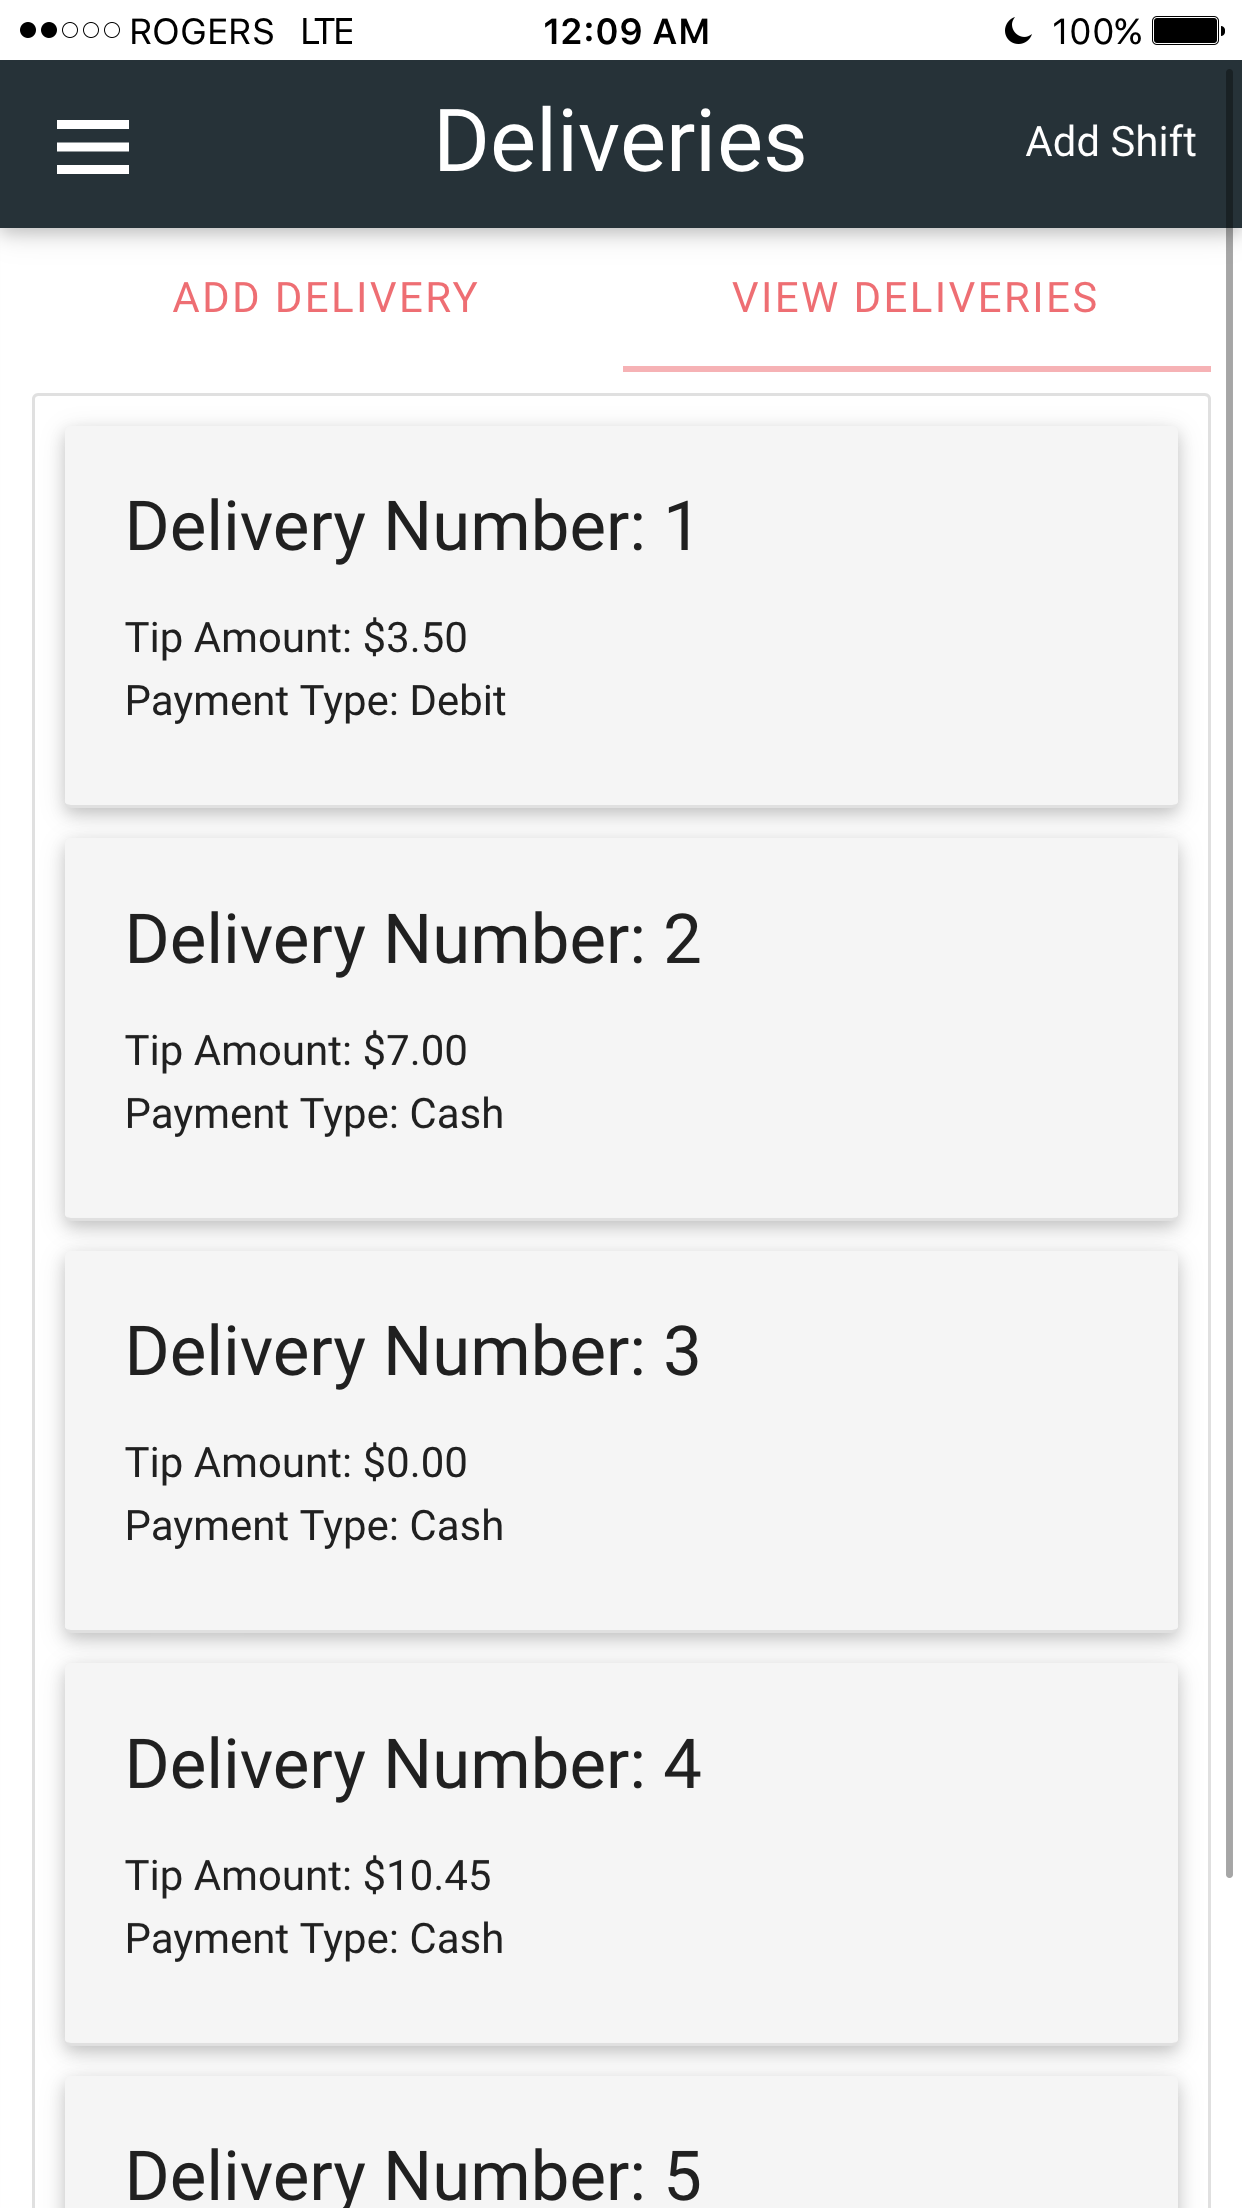 ROGERS LTE 12:09 AM 100%
Deliveries
Add Shift
ADD DELIVERY VIEW DELIVERIES
Delivery Number: 1
Tip Amount: $3.50
Payment Type: Debit
Delivery Number: 2
Tip Amount: $7.00
Payment Type: Cash
Delivery Number: 3
Tip Amount: $0.00
Payment Type: Cash
Delivery Number: 4
Tip Amount: $10.45
Payment Type: Cash
Delivery Number: 5